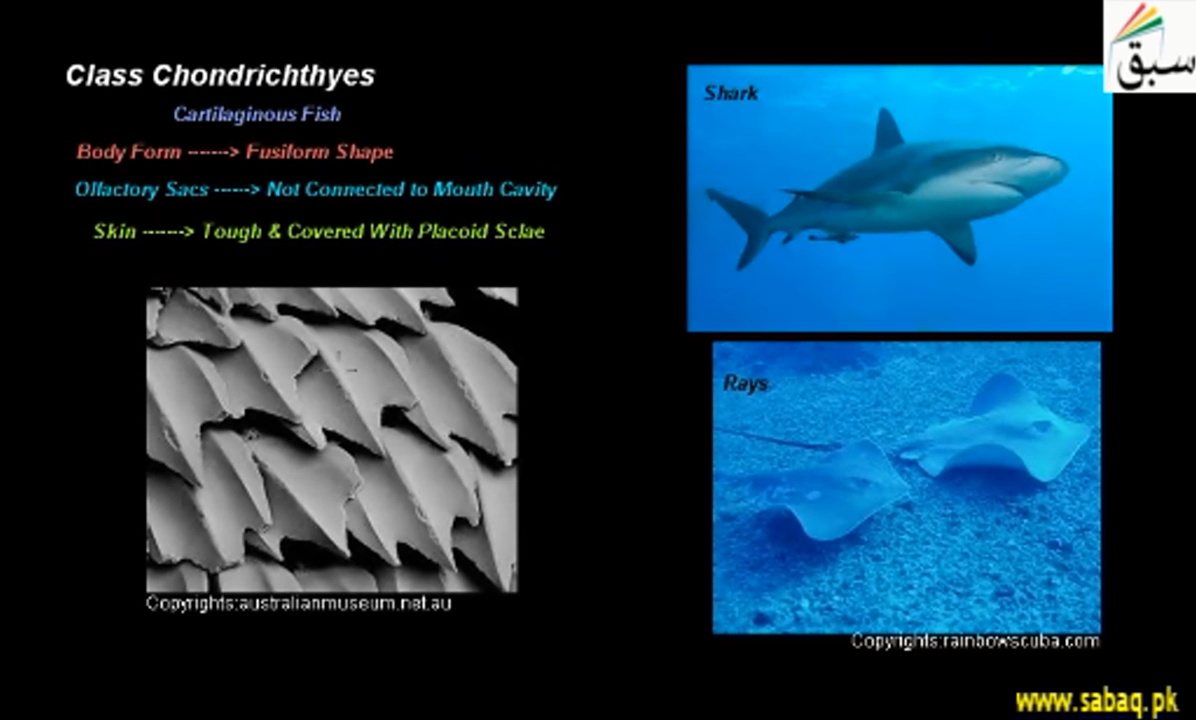 سبق
Class Chondrichthyes
Cartilaginous Fish
Body Form -------> Fusiform Shape
Olfactory Sacs ------> Not Connected to Mouth Cavity
Skin -------> Tough & Covered With Placoid Sclae
Shark
Rays
Copyrights:australianmuseum.net.au
Copyrights:rainbowscuba.com
www.sabaq.pk